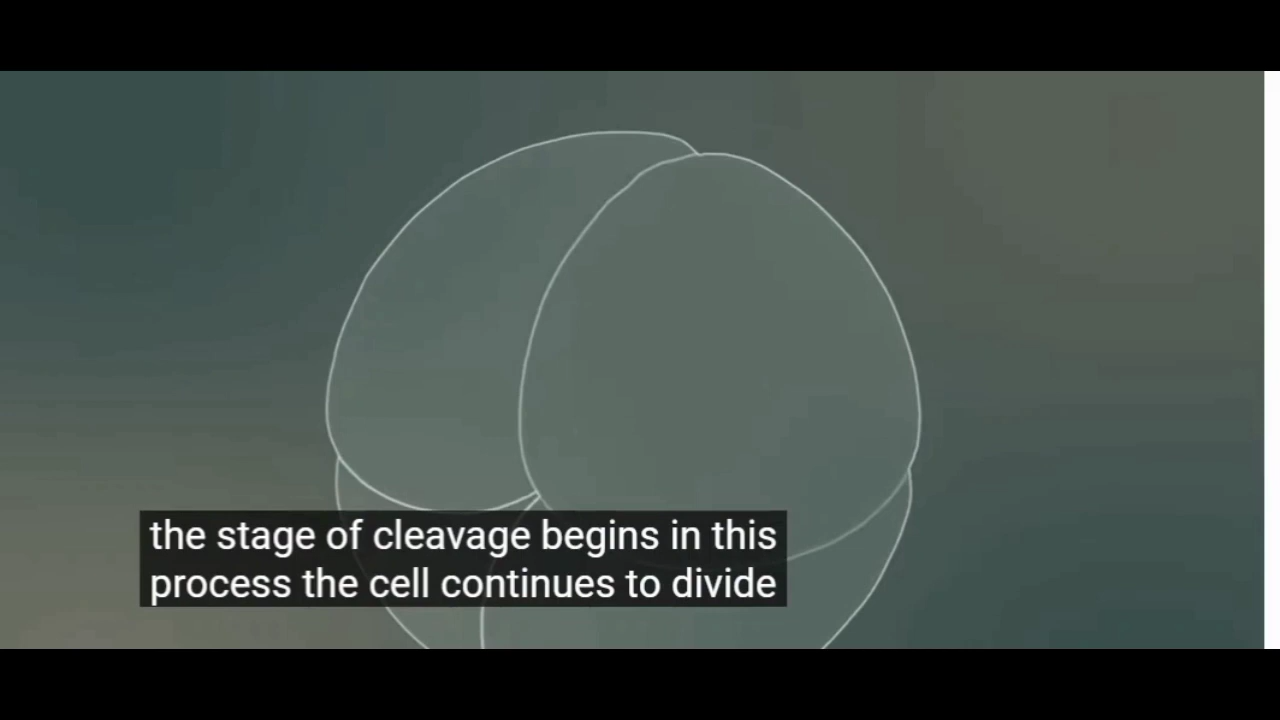 the stage of cleavage begins in this
process the cell continues to divide